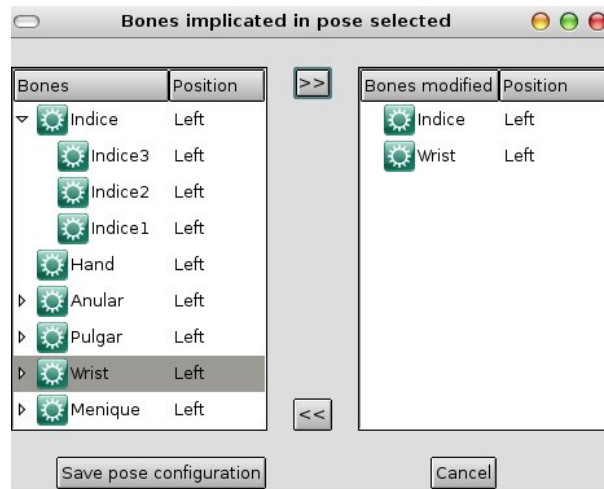 Bones implicated in pose selected
Bones Position >> Bones modified Position
Indice Left Indice Left
Indice3 Left Wrist Left
Indice2 Left
Indice1 Left
Hand Left
Anular Left
Pulgar Left
Wrist Left
Menique Left <<
Save pose configuration Cancel